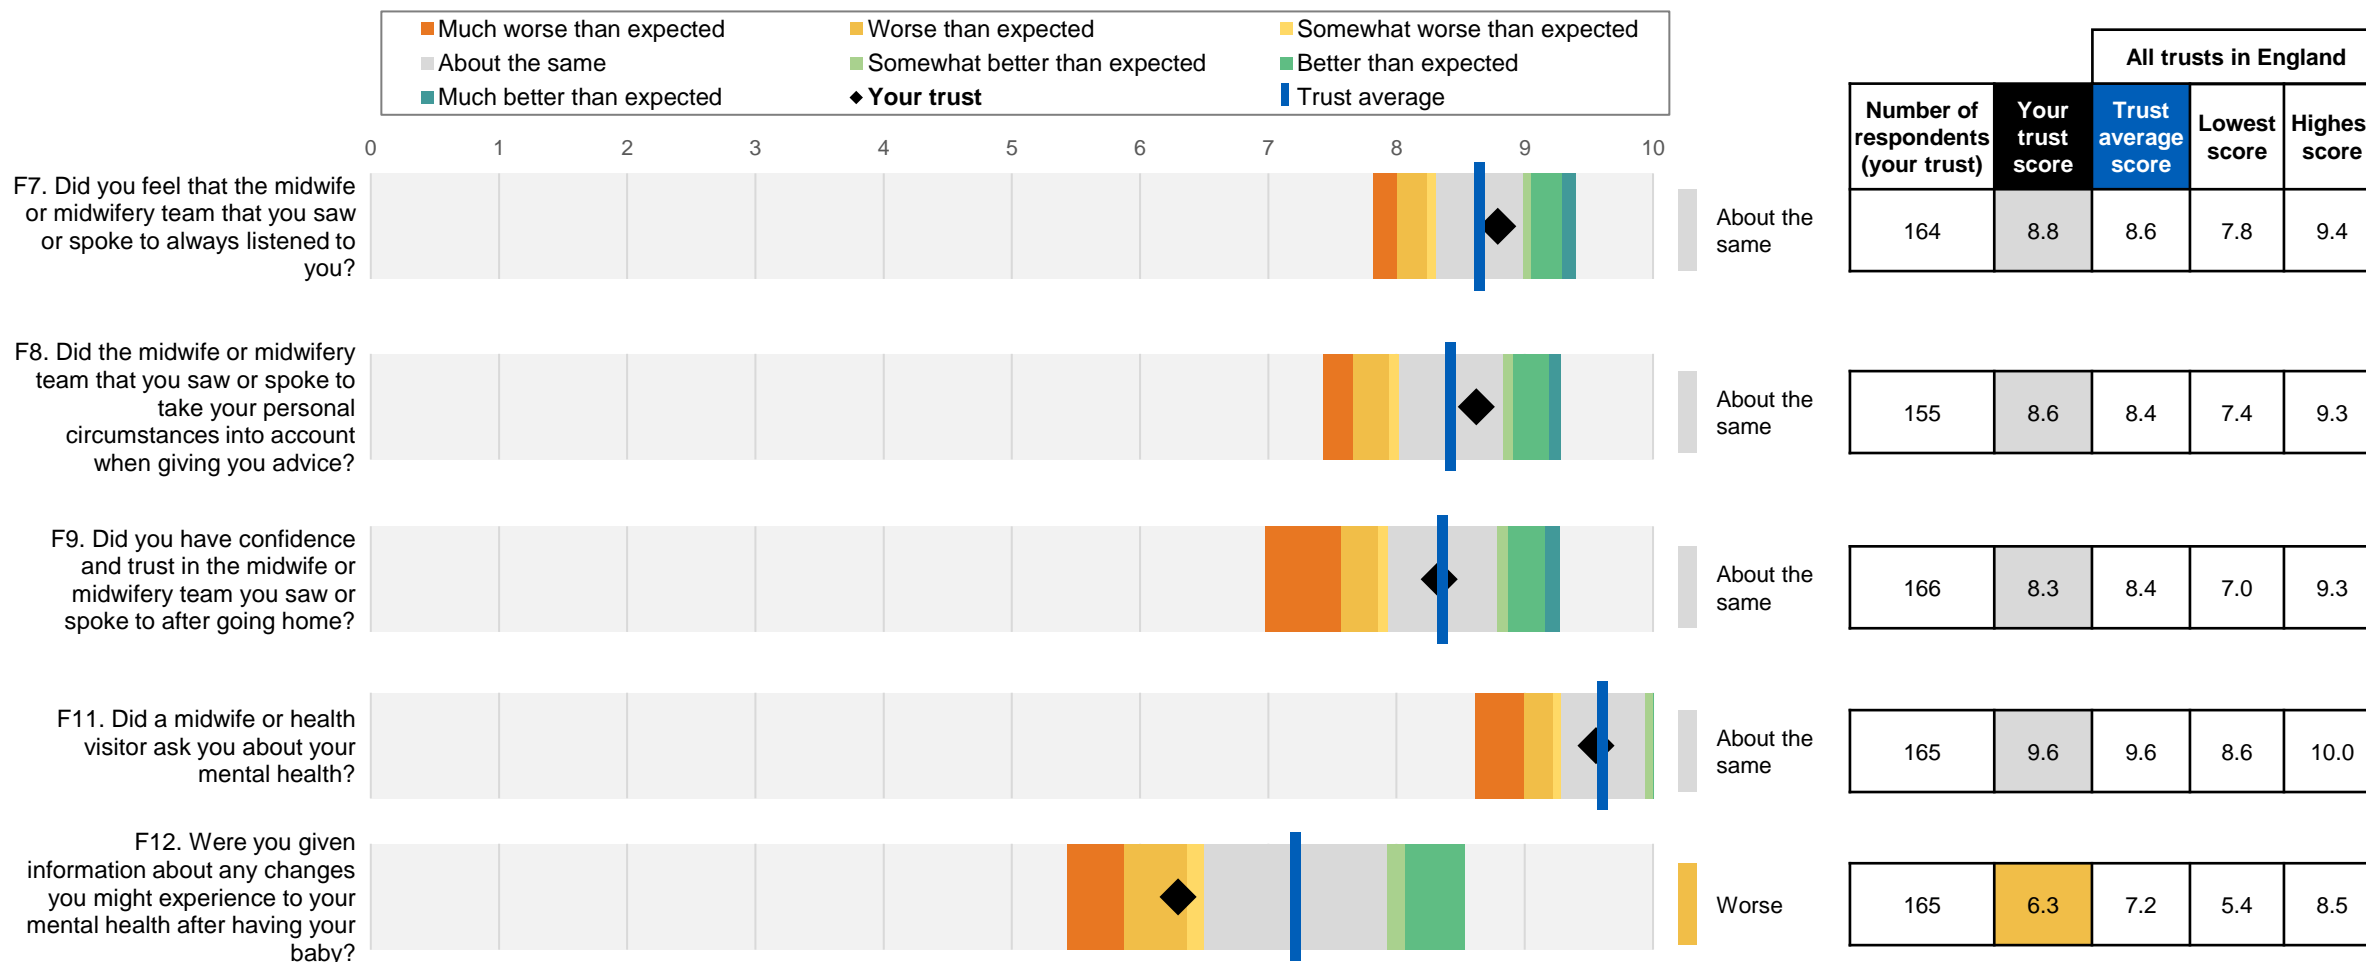 Much worse than expected
Worse than expected
Somewhat worse than expected
About the same
Somewhat better than expected
Better than expected
Much better than expected
Your trust
Trust average
All trusts in England
Number of
respondents
(your trust)
Your
trust
score
Trust
average
score
Lowest
score
Highes
score
0 1 2 3 4 5 6 7 8 9 10
F7. Did you feel that the midwife
or midwifery team that you saw
or spoke to always listened to
you?
About the
same
164 8.8 8.6 7.8 9.4
F8. Did the midwife or midwifery
team that you saw or spoke to
take your personal
circumstances into account
when giving you advice?
About the
same
155 8.6 8.4 7.4 9.3
F9. Did you have confidence
and trust in the midwife or
midwifery team you saw or
spoke to after going home?
About the
same
166 8.3 8.4 7.0 9.3
F11. Did a midwife or health
visitor ask you about your
mental health?
About the
same
165 9.6 9.6 8.6 10.0
F12. Were you given
information about any changes
you might experience to your
mental health after having your
baby?
Worse
165 6.3 7.2 5.4 8.5